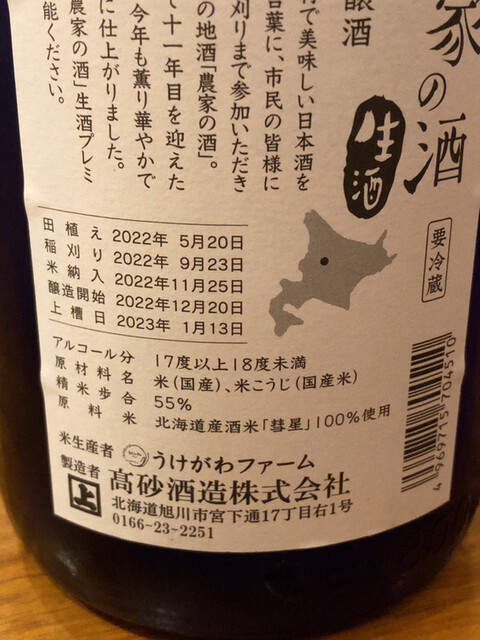 家の酒
生酒
要冷蔵
醸酒
で美味しい日本酒を
言葉に、市民の皆様に
刈りまで参加いただき
の地酒「農家の酒」。
て十一年目を迎えた
今年も薫り華やかで
に仕上がりました。
農家の酒」生酒プレミ
能ください。
田植え 2022年 5月20日
稲刈り 2022年 9月23日
米納入 2022年11月25日
醸造開始 2022年12月20日
上槽日 2023年 1月13日
アルコール分 17度以上18度未満
原材料名 米(国産)、米こうじ(国産米)
精米歩合 55%
原料米 北海道産酒米「彗星」100%使用
米生産者 うけがわファーム
製造者 髙砂酒造株式会社
上
北海道旭川市宮下通17丁目右1号
0166-23-2251
4969715704510